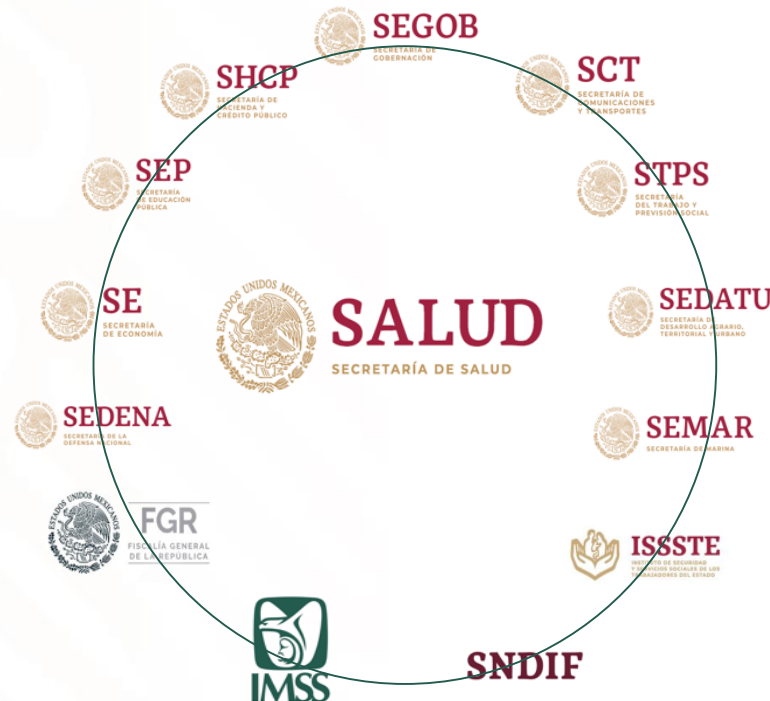 SEGOB
SECRETARÍA DE
GOBERNACIÓN
SHCP
SECRETARÍA DE
HACIENDA Y
CRÉDITO PÚBLICO
SCT
SECRETARÍA DE
COMUNICACIONES
Y TRANSPORTES
SEP
SECRETARÍA
DE EDUCACIÓN
PÚBLICA
STPS
SECRETARÍA
DEL TRABAJO Y
PREVISIÓN SOCIAL
SE
SECRETARÍA
DE ECONOMÍA
ESTADOS UNIDOS MEXICANOS
SALUD
SECRETARÍA DE SALUD
SEDATU
SECRETARÍA DE
DESARROLLO AGRARIO,
TERRITORIAL Y URBANO
SEDENA
SECRETARÍA DE LA
DEFENSA NACIONAL
SEMAR
SECRETARÍA DE MARINA
ESTADOS UNIDOS MEXICANOS
FGR
FISCALÍA GENERAL
DE LA REPÚBLICA
ISSSTE
INSTITUTO DE SEGURIDAD
Y SERVICIOS SOCIALES DE LOS
TRABAJADORES DEL ESTADO
IMSS
SNDIF